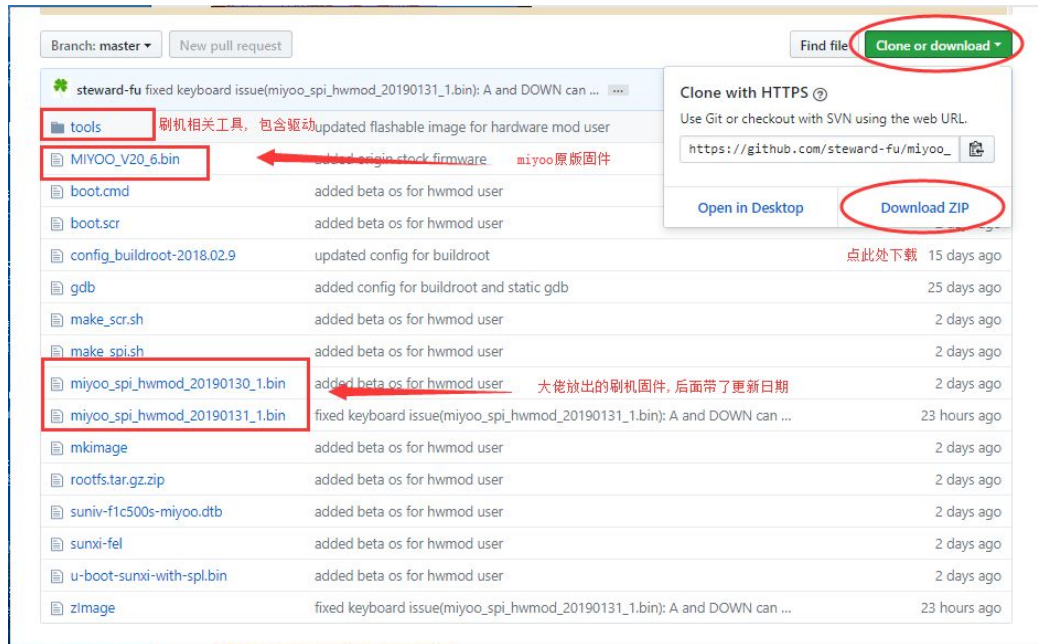 Branch: master
New pull request
Find file
Clone or download
steward-fu fixed keyboard issue(miyoo_spi_hwmod_20190131_1.bin): A and DOWN can ...
Clone with HTTPS
Use Git or checkout with SVN using the web URL.
https://github.com/steward-fu/miyoo_
Open in Desktop
Download ZIP
tools 刷机相关工具，包含驱动 updated flashable image for hardware mod user
MIYOO_V20_6.bin added origin stock firmware miyoo原版固件
boot.cmd added beta os for hwmod user
boot.scr added beta os for hwmod user
config_buildroot-2018.02.9 updated config for buildroot 点此处下载 15 days ago
gdb added config for buildroot and static gdb 25 days ago
make_scr.sh added beta os for hwmod user 2 days ago
make_spi.sh added beta os for hwmod user 2 days ago
miyoo_spi_hwmod_20190130_1.bin added beta os for hwmod user 大佬放出的刷机固件，后面带了更新日期 2 days ago
miyoo_spi_hwmod_20190131_1.bin fixed keyboard issue(miyoo_spi_hwmod_20190131_1.bin): A and DOWN can ... 23 hours ago
mkimage added beta os for hwmod user 2 days ago
rootfs.tar.gz.zip added beta os for hwmod user 2 days ago
suniv-f1c500s-miyoo.dtb added beta os for hwmod user 2 days ago
sunxi-fel added beta os for hwmod user 2 days ago
u-boot-sunxi-with-spl.bin added beta os for hwmod user 2 days ago
zImage fixed keyboard issue(miyoo_spi_hwmod_20190131_1.bin): A and DOWN can ... 23 hours ago